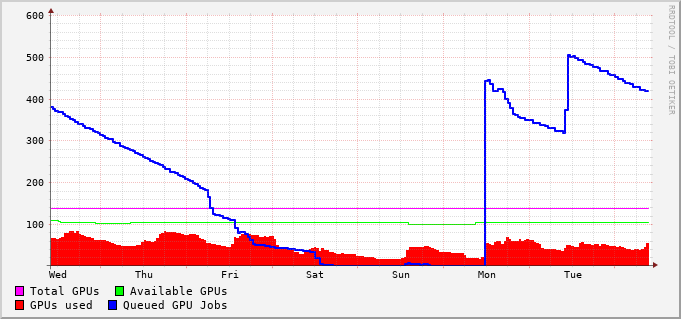 600
500
400
300
200
100
Wed Thu Fri Sat Sun Mon Tue
Total GPUs Available GPUs
GPUs used Queued GPU Jobs
RRDTOOL / TOBI OETIKER